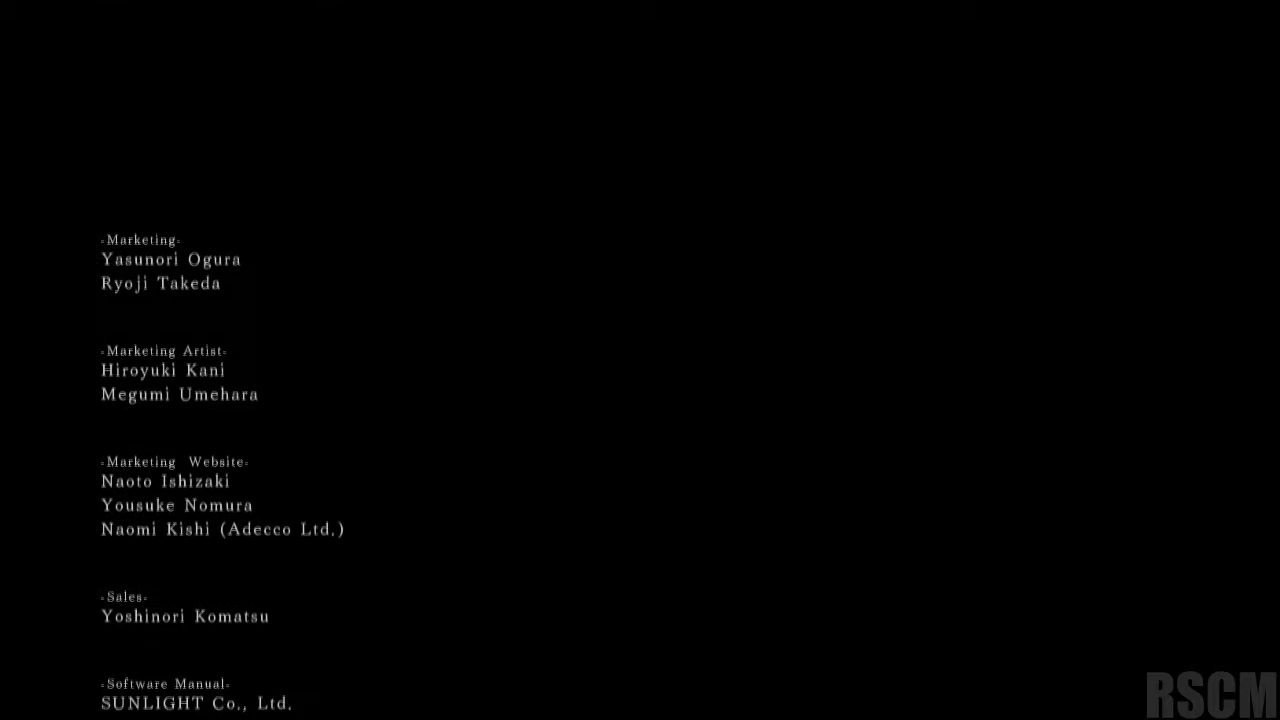 -Marketing-
Yasunori Ogura
Ryoji Takeda
-Marketing Artist-
Hiroyuki Kani
Megumi Umehara
-Marketing Website-
Naoto Ishizaki
Yousuke Nomura
Naomi Kishi (Adecco Ltd.)
-Sales-
Yoshinori Komatsu
-Software Manual-
SUNLIGHT Co., Ltd.
RSCM